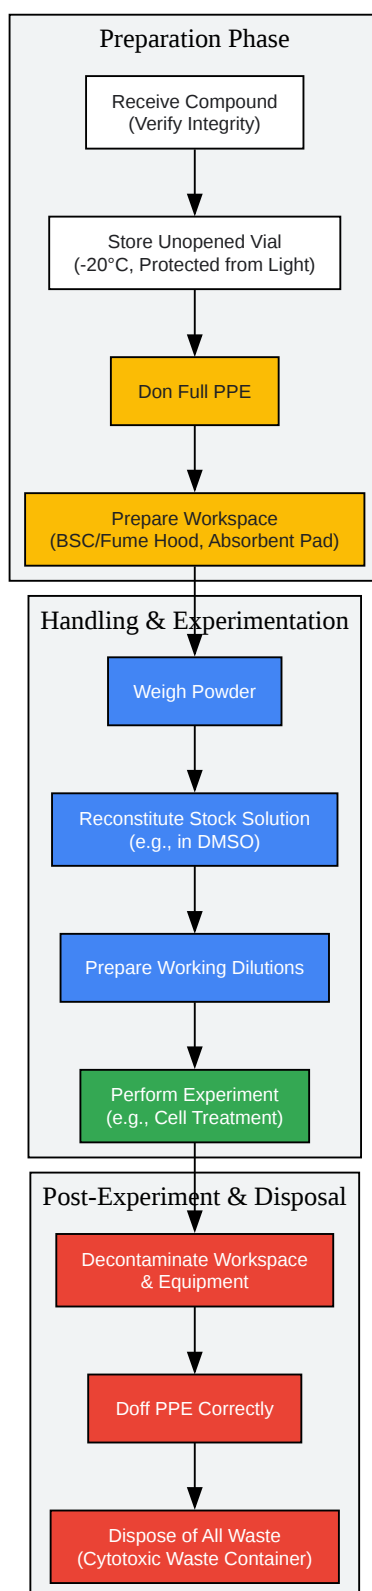 Preparation Phase
Receive Compound
(Verify Integrity)
Store Unopened Vial
(-20°C, Protected from Light)
Don Full PPE
Prepare Workspace
(BSC/Fume Hood, Absorbent Pad)
Handling & Experimentation
Weigh Powder
Reconstitute Stock Solution
(e.g., in DMSO)
Prepare Working Dilutions
Perform Experiment
(e.g., Cell Treatment)
Post-Experiment & Disposal
Decontaminate Workspace
& Equipment
Doff PPE Correctly
Dispose of All Waste
(Cytotoxic Waste Container)